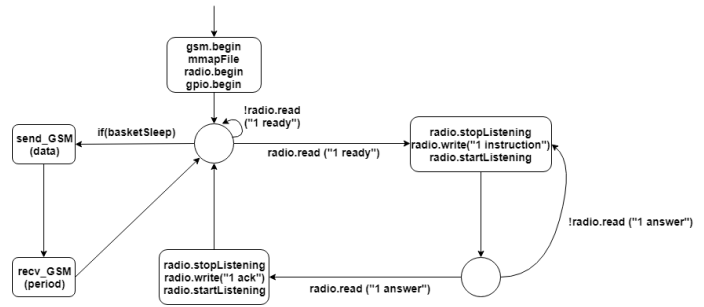 gsm.begin
mmapFile
radio.begin
gpio.begin
!radio.read
("1 ready")
if(basketSleep)
send_GSM
(data)
radio.read ("1 ready")
radio.stopListening
radio.write("1 instruction")
radio.startListening
!radio.read ("1 answer")
recv_GSM
(period)
radio.stopListening
radio.write("1 ack")
radio.startListening
radio.read ("1 answer")